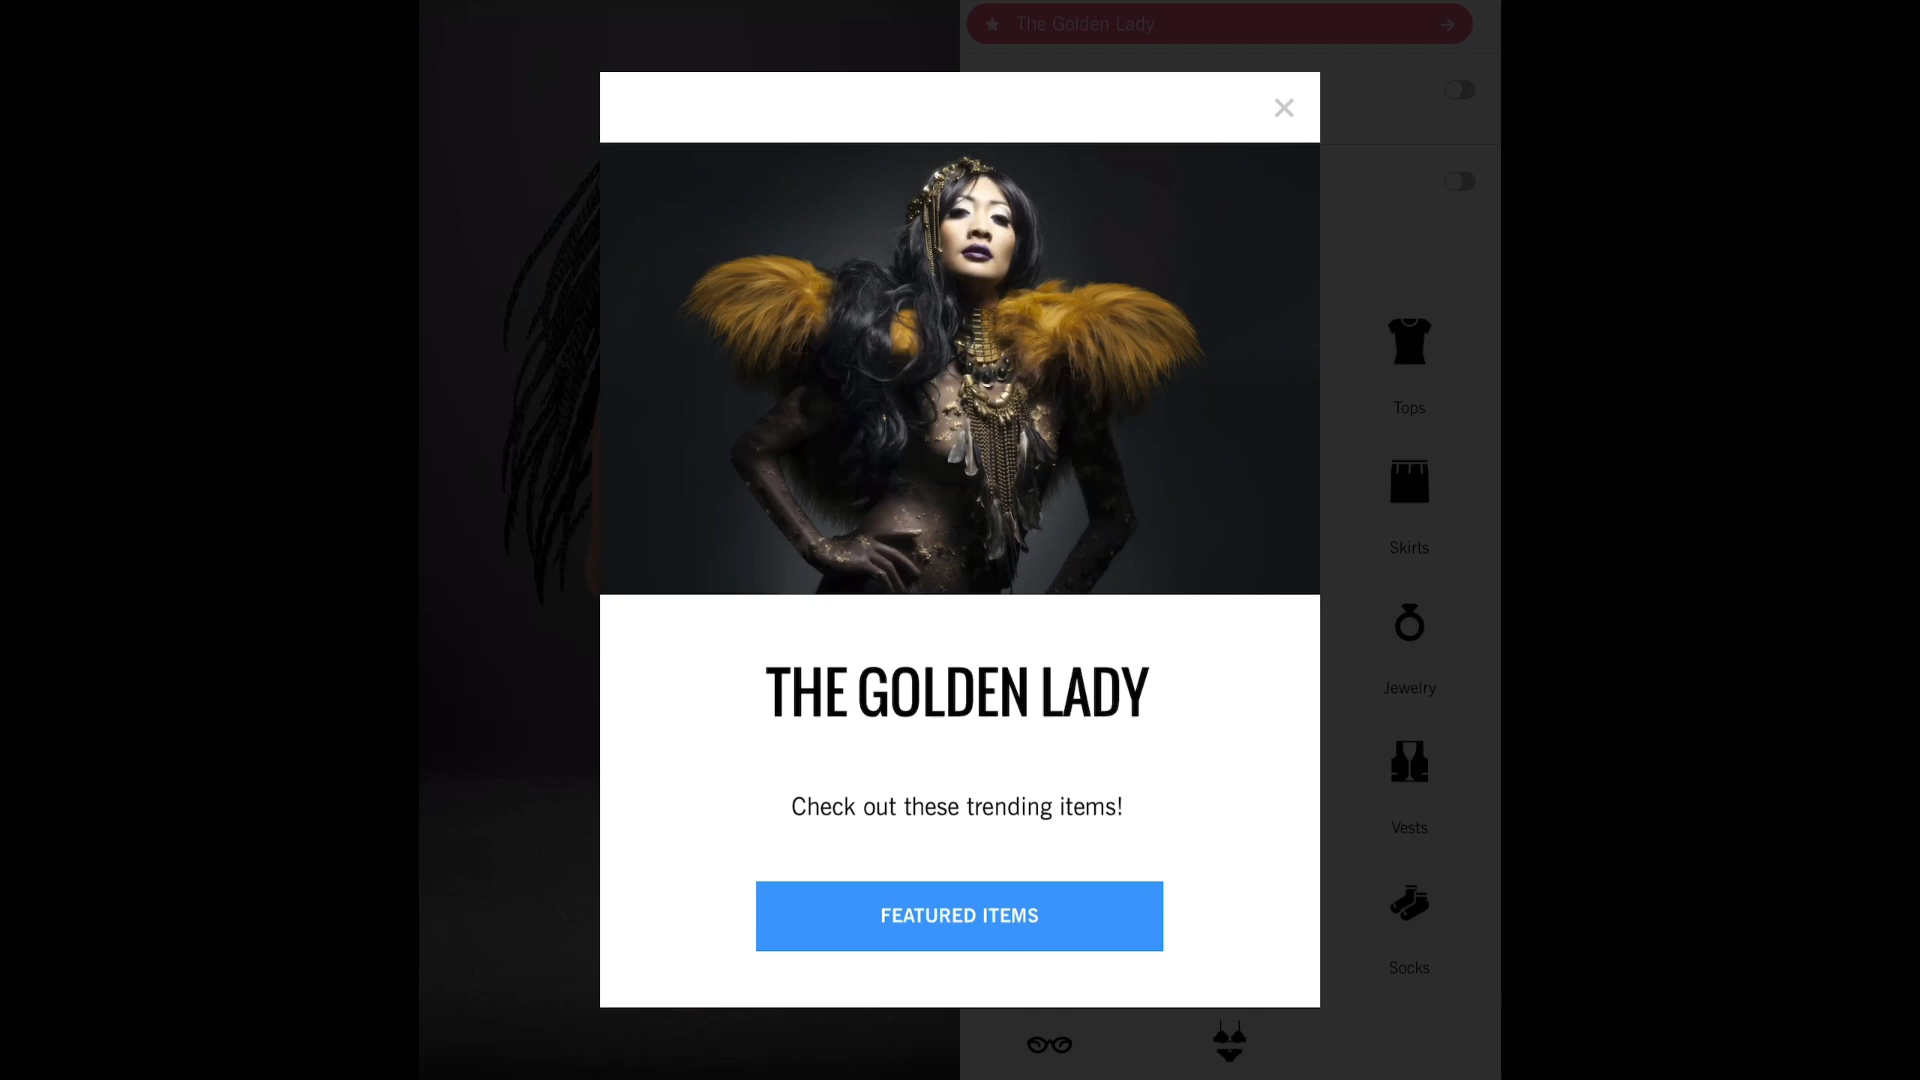 The Golden Lady
THE GOLDEN LADY
Check out these trending items!
FEATURED ITEMS
Tops
Skirts
Jewelry
Vests
Socks